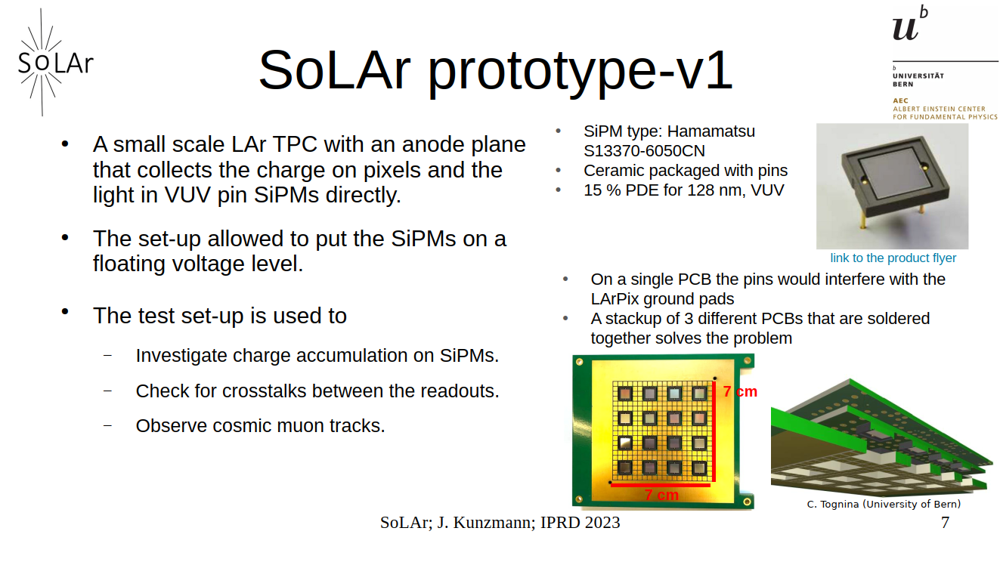 SoLAr
u^b
SoLAr prototype-v1
b
UNIVERSITÄT
BERN
AEC
ALBERT EINSTEIN CENTER
FOR FUNDAMENTAL PHYSICS
• A small scale LAr TPC with an anode plane
that collects the charge on pixels and the
light in VUV pin SiPMs directly.
• The set-up allowed to put the SiPMs on a
floating voltage level.
• The test set-up is used to
– Investigate charge accumulation on SiPMs.
– Check for crosstalks between the readouts.
– Observe cosmic muon tracks.
• SiPM type: Hamamatsu
S13370-6050CN
• Ceramic packaged with pins
• 15 % PDE for 128 nm, VUV
link to the product flyer
• On a single PCB the pins would interfere with the
LArPix ground pads
• A stackup of 3 different PCBs that are soldered
together solves the problem
7 cm
7 cm
C. Tognina (University of Bern)
SoLAr; J. Kunzmann; IPRD 2023
7